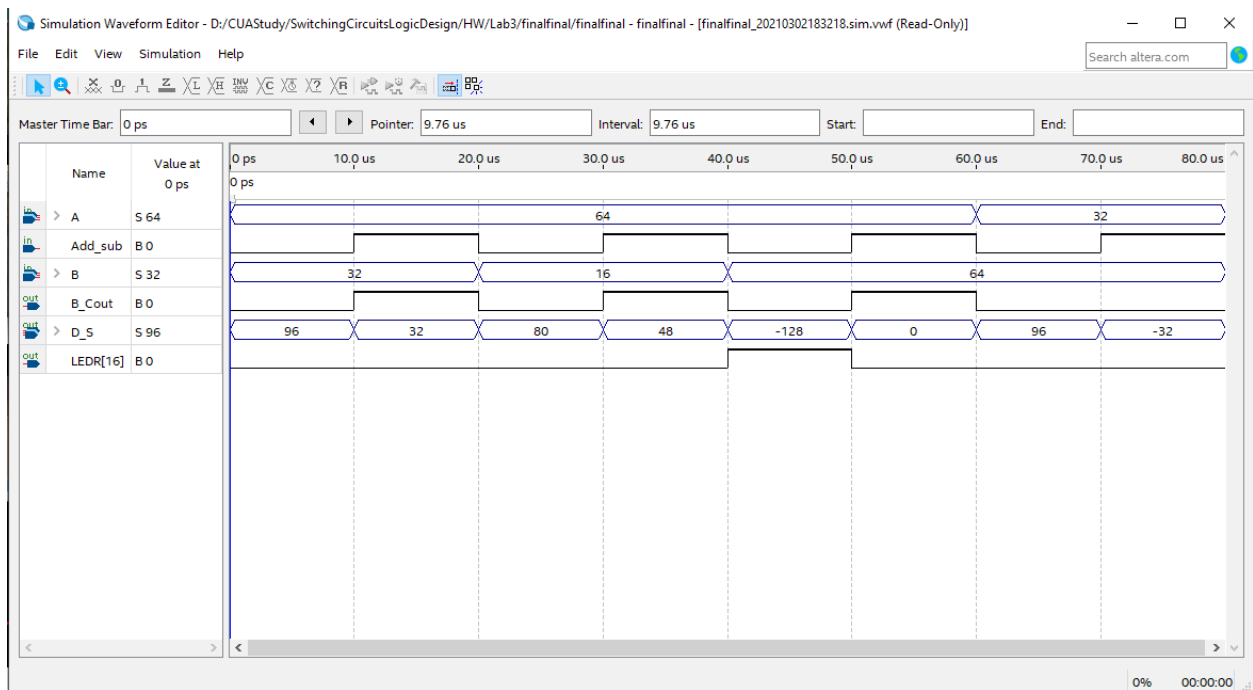 Simulation Waveform Editor - D:/CUAStudy/SwitchingCircuitsLogicDesign/HW/Lab3/finalfinal/finalfinal - finalfinal - [finalfinal_20210302183218.sim.vwf (Read-Only)]
File Edit View Simulation Help
Search altera.com
Master Time Bar: 0 ps Pointer: 9.76 us Interval: 9.76 us Start: End:
Name Value at 0 ps
0 ps 10.0 us 20.0 us 30.0 us 40.0 us 50.0 us 60.0 us 70.0 us 80.0 us
0 ps
A S 64 64 32
Add_sub B 0
B S 32 32 16 64
B_Cout B 0
D_S S 96 96 32 80 48 -128 0 96 -32
LEDR[16] B 0
0% 00:00:00